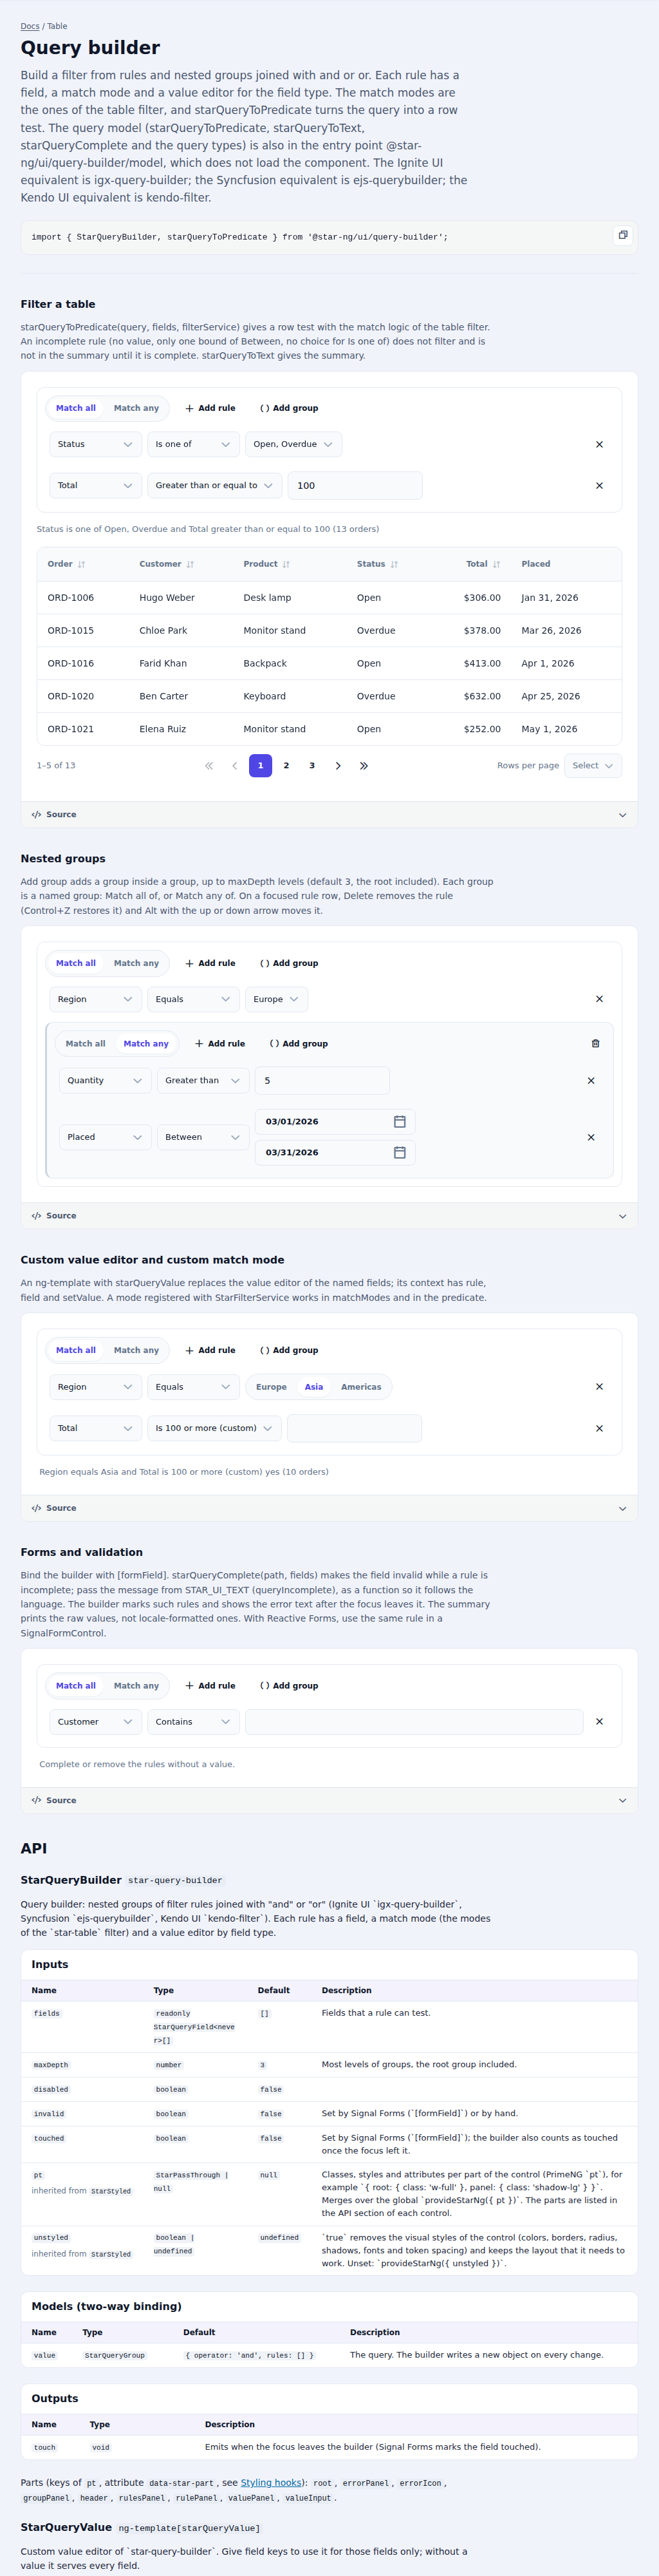 Docs / Table
Query builder
Build a filter from rules and nested groups joined with and or or. Each rule has a
field, a match mode and a value editor for the field type. The match modes are
the ones of the table filter, and starQueryToPredicate turns the query into a row
test. The query model (starQueryToPredicate, starQueryToText,
starQueryComplete and the query types) is also in the entry point @star-
ng/ui/query-builder/model, which does not load the component. The Ignite UI
equivalent is igx-query-builder; the Syncfusion equivalent is ejs-querybuilder; the
Kendo UI equivalent is kendo-filter.
import { StarQueryBuilder, starQueryToPredicate } from '@star-ng/ui/query-builder';
Filter a table
starQueryToPredicate(query, fields, filterService) gives a row test with the match logic of the table filter.
An incomplete rule (no value, only one bound of Between, no choice for Is one of) does not filter and is
not in the summary until it is complete. starQueryToText gives the summary.
Match all Match any Add rule Add group
Status Is one of Open, Overdue
Total Greater than or equal to 100
Status is one of Open, Overdue and Total greater than or equal to 100 (13 orders)
Order Customer Product Status Total Placed
ORD-1006 Hugo Weber Desk lamp Open $306.00 Jan 31, 2026
ORD-1015 Chloe Park Monitor stand Overdue $378.00 Mar 26, 2026
ORD-1016 Farid Khan Backpack Open $413.00 Apr 1, 2026
ORD-1020 Ben Carter Keyboard Overdue $632.00 Apr 25, 2026
ORD-1021 Elena Ruiz Monitor stand Open $252.00 May 1, 2026
1–5 of 13 1 2 3 Rows per page Select
Source
Nested groups
Add group adds a group inside a group, up to maxDepth levels (default 3, the root included). Each group
is a named group: Match all of, or Match any of. On a focused rule row, Delete removes the rule
(Control+Z restores it) and Alt with the up or down arrow moves it.
Match all Match any Add rule Add group
Region Equals Europe
Match all Match any Add rule Add group
Quantity Greater than 5
Placed Between 03/01/2026
03/31/2026
Source
Custom value editor and custom match mode
An ng-template with starQueryValue replaces the value editor of the named fields; its context has rule,
field and setValue. A mode registered with StarFilterService works in matchModes and in the predicate.
Match all Match any Add rule Add group
Region Equals Europe Asia Americas
Total Is 100 or more (custom)
Region equals Asia and Total is 100 or more (custom) yes (10 orders)
Source
Forms and validation
Bind the builder with [formField]. starQueryComplete(path, fields) makes the field invalid while a rule is
incomplete; pass the message from STAR_UI_TEXT (queryIncomplete), as a function so it follows the
language. The builder marks such rules and shows the error text after the focus leaves it. The summary
prints the raw values, not locale-formatted ones. With Reactive Forms, use the same rule in a
SignalFormControl.
Match all Match any Add rule Add group
Customer Contains
Complete or remove the rules without a value.
Source
API
StarQueryBuilder star-query-builder
Query builder: nested groups of filter rules joined with "and" or "or" (Ignite UI `igx-query-builder`,
Syncfusion `ejs-querybuilder`, Kendo UI `kendo-filter`). Each rule has a field, a match mode (the modes
of the `star-table` filter) and a value editor by field type.
Inputs
Name Type Default Description
fields readonly StarQueryField<neve r>[] [] Fields that a rule can test.
maxDepth number 3 Most levels of groups, the root group included.
disabled boolean false
invalid boolean false Set by Signal Forms (`[formField]`) or by hand.
touched boolean false Set by Signal Forms (`[formField]`); the builder also counts as touched
once the focus left it.
pt StarPassThrough | null null Classes, styles and attributes per part of the control (PrimeNG `pt`), for
inherited from StarStyled example `{ root: { class: 'w-full' }, panel: { class: 'shadow-lg' } }`.
Merges over the global `provideStarNg({ pt })`. The parts are listed in
the API section of each control.
unstyled boolean | undefined undefined `true` removes the visual styles of the control (colors, borders, radius,
inherited from StarStyled shadows, fonts and token spacing) and keeps the layout that it needs to
work. Unset: `provideStarNg({ unstyled })`.
Models (two-way binding)
Name Type Default Description
value StarQueryGroup { operator: 'and', rules: [] } The query. The builder writes a new object on every change.
Outputs
Name Type Description
touch void Emits when the focus leaves the builder (Signal Forms marks the field touched).
Parts (keys of pt, attribute data-star-part, see Styling hooks): root, errorPanel, errorIcon,
groupPanel, header, rulesPanel, rulePanel, valuePanel, valueInput.
StarQueryValue ng-template[starQueryValue]
Custom value editor of `star-query-builder`. Give field keys to use it for those fields only; without a
value it serves every field.